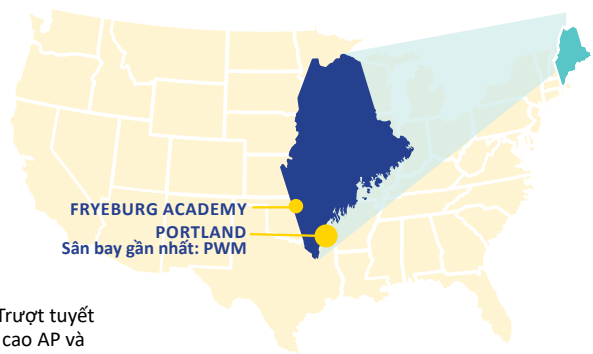 FRYEBURG ACADEMY
PORTLAND
Sân bay gần nhất: PWM
Trượt tuyết
cao AP và